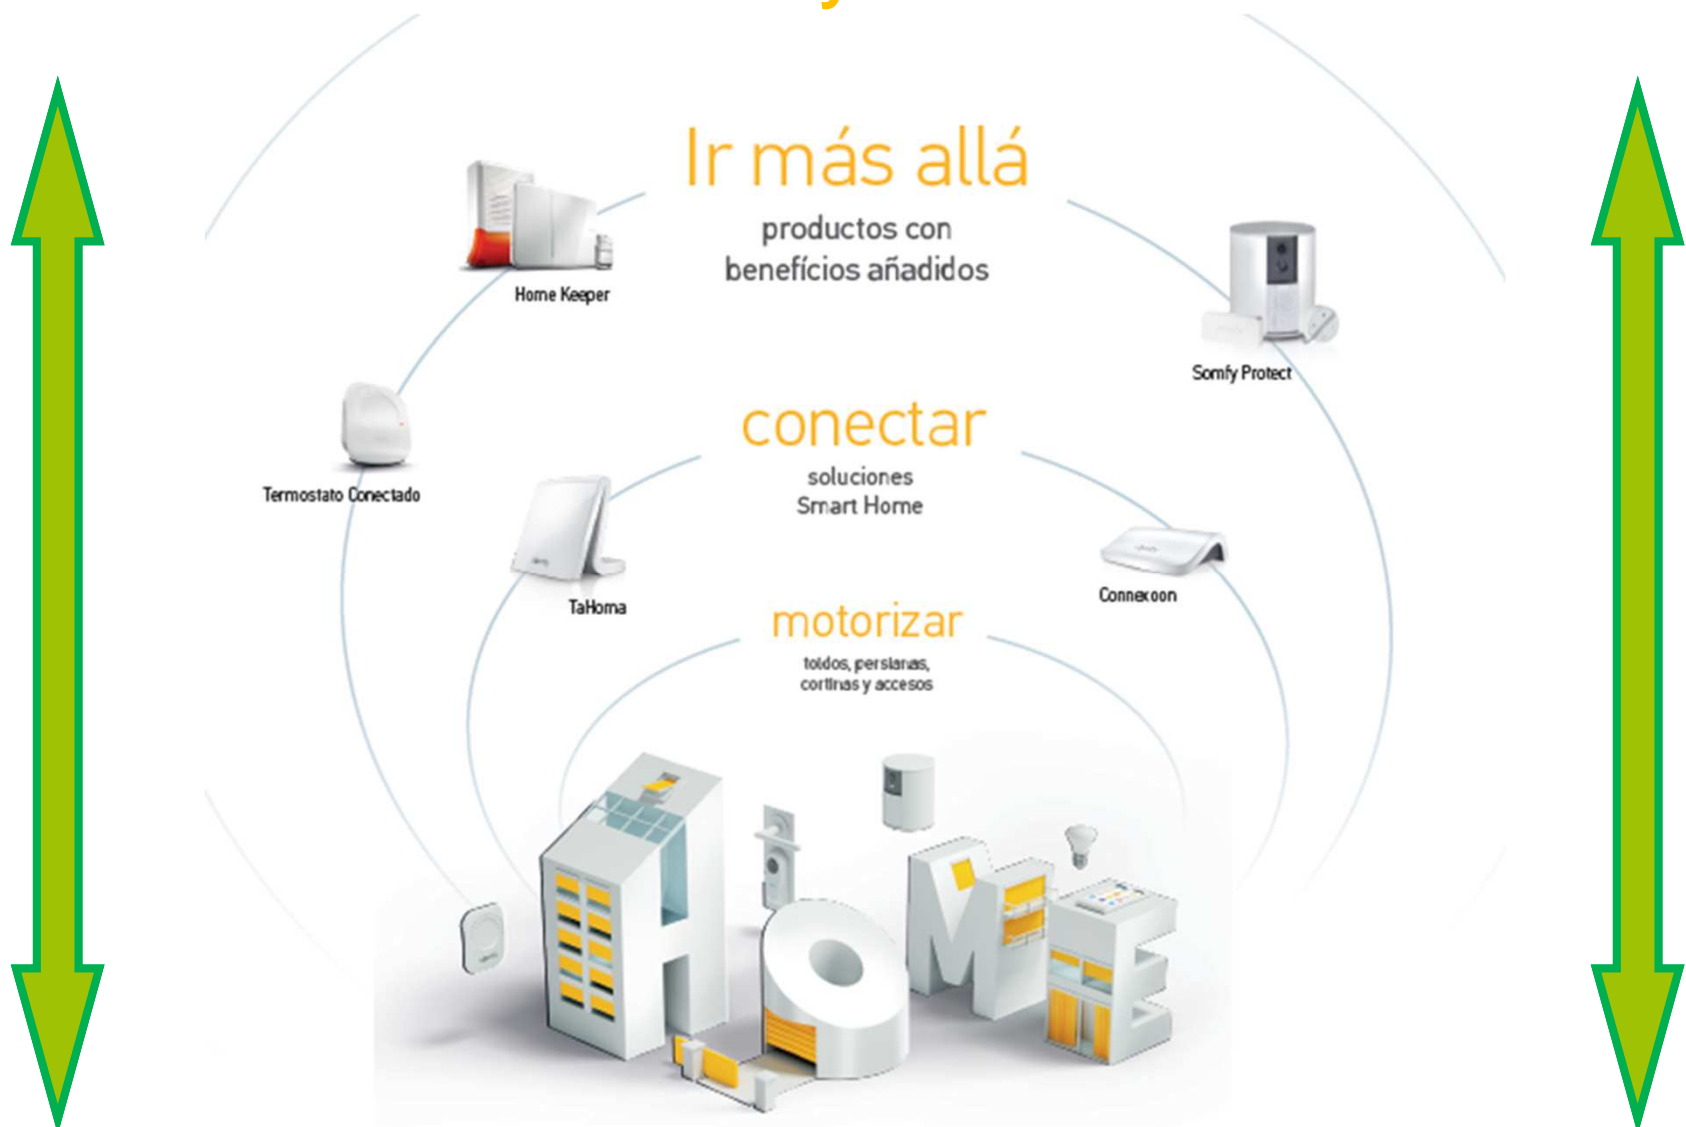 Ir más allá
productos con
benefícios añadidos
Home Keeper
Somfy Protect
conectar
soluciones
Smart Home
Termostato Conectado
TaHoma
Connexoon
motorizar
toldos, persianas,
cortinas y accesos
HOME